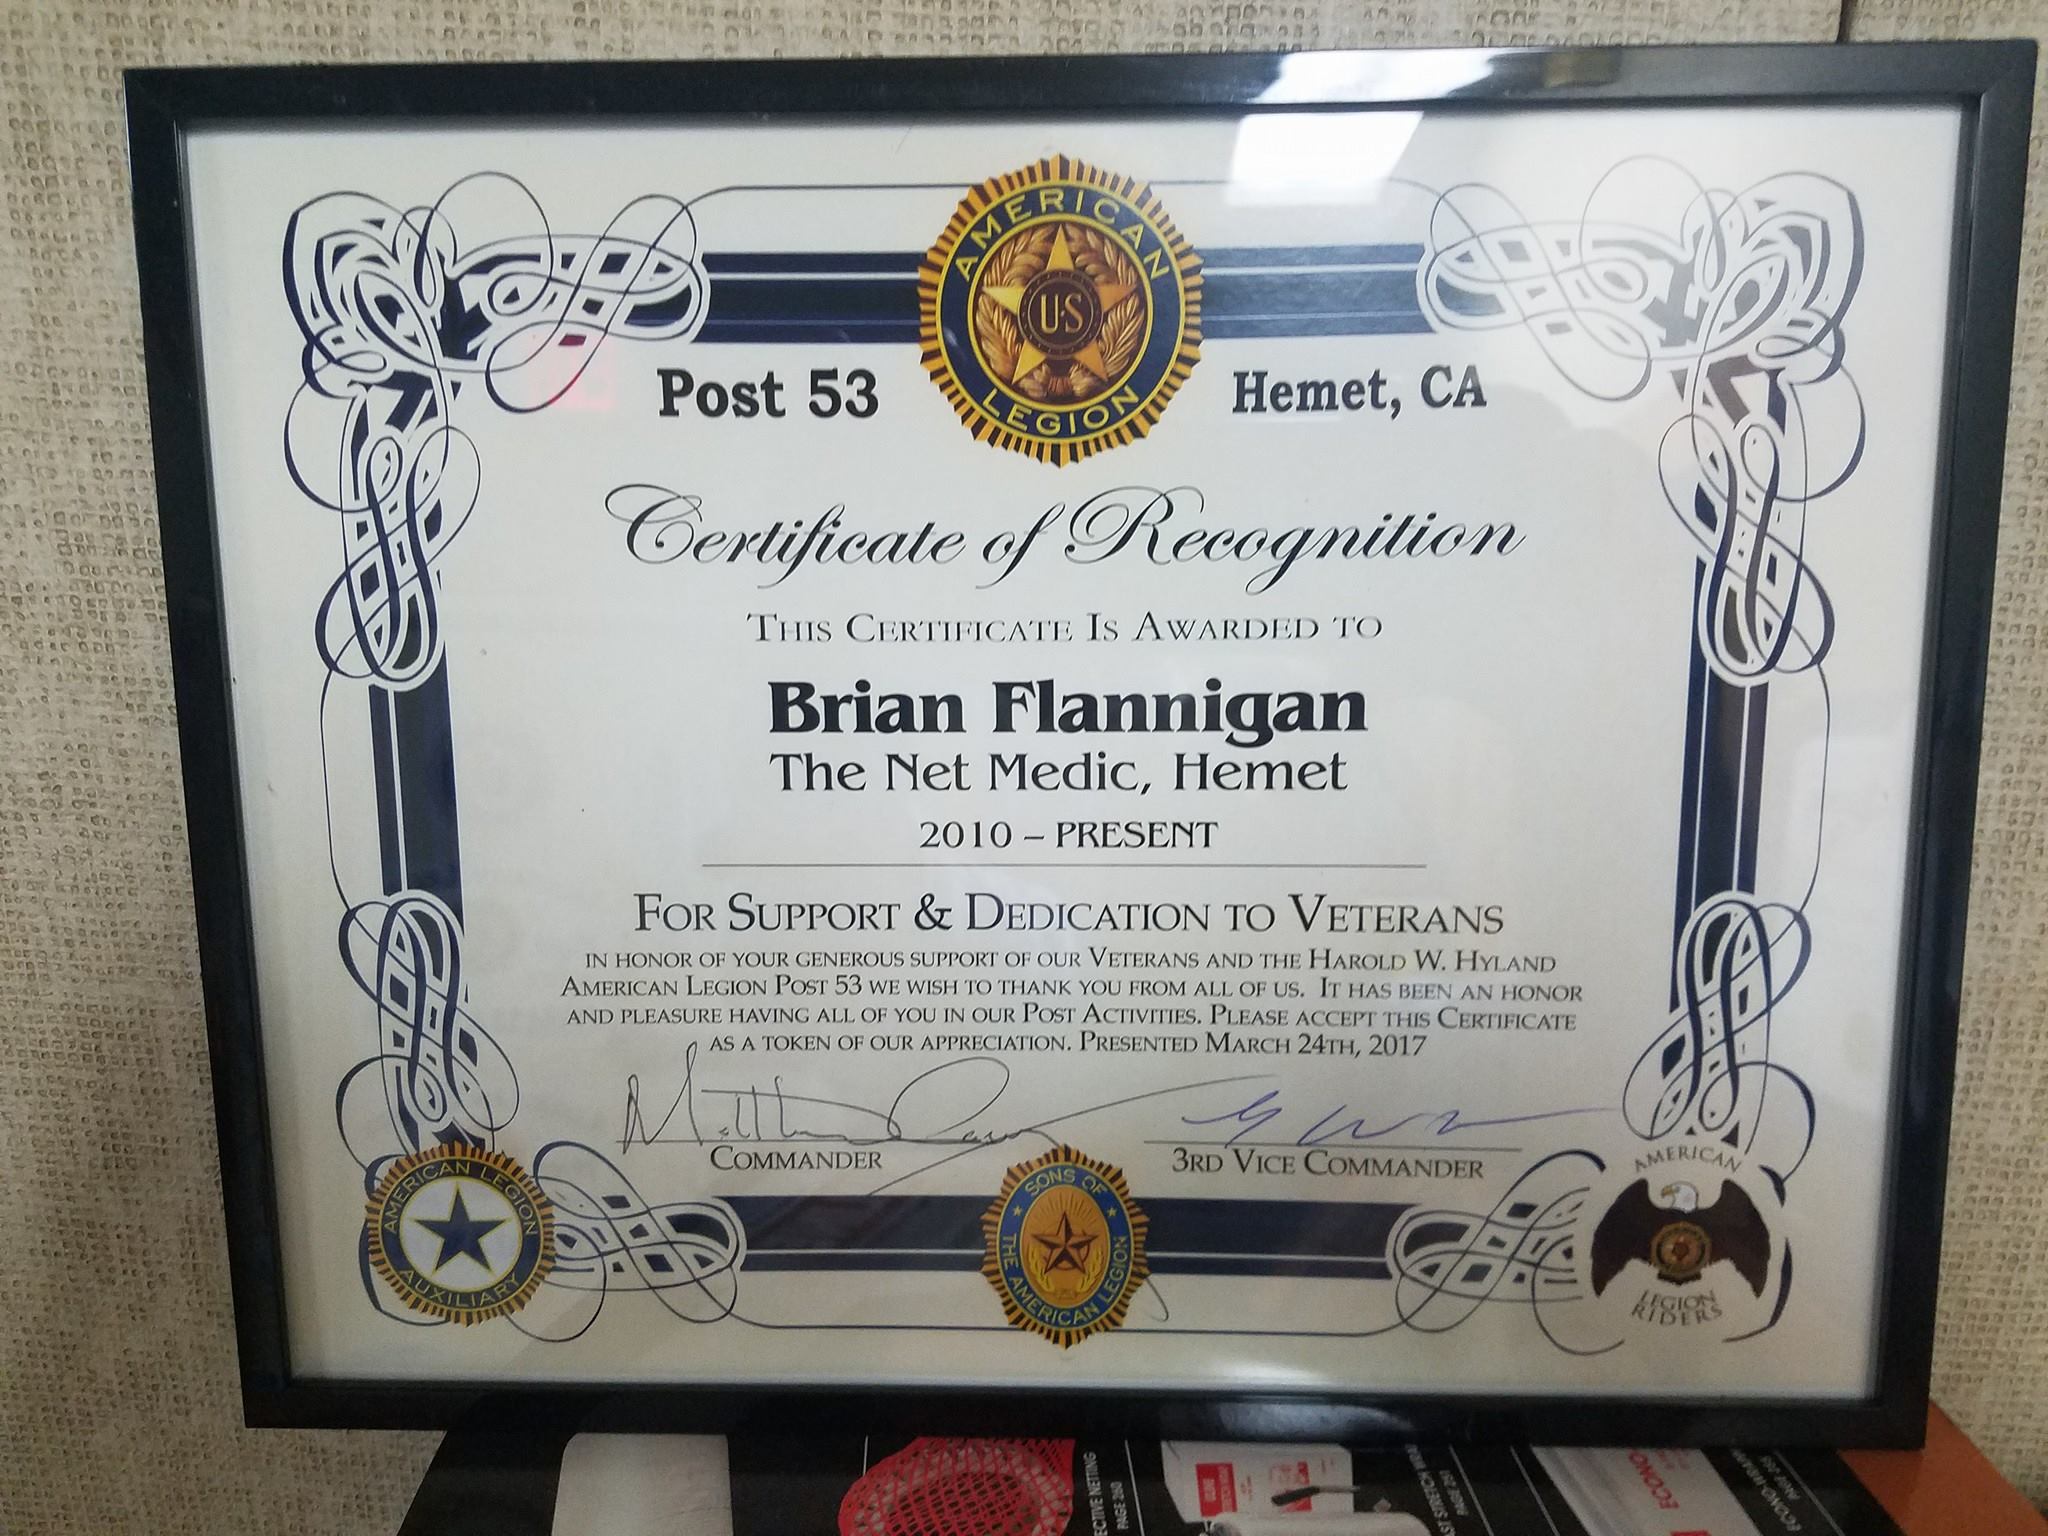 AMERICAN
U.S
LEGION
Post 53
Hemet, CA
Certificate of Recognition
THIS CERTIFICATE IS AWARDED TO
Brian Flannigan
The Net Medic, Hemet
2010 – PRESENT
FOR SUPPORT & DEDICATION TO VETERANS
IN HONOR OF YOUR GENEROUS SUPPORT OF OUR VETERANS AND THE HAROLD W. HYLAND
AMERICAN LEGION POST 53 WE WISH TO THANK YOU FROM ALL OF US. IT HAS BEEN AN HONOR
AND PLEASURE HAVING ALL OF YOU IN OUR POST ACTIVITIES. PLEASE ACCEPT THIS CERTIFICATE
AS A TOKEN OF OUR APPRECIATION. PRESENTED MARCH 24TH, 2017
COMMANDER
3RD VICE COMMANDER
AMERICAN LEGION
AUXILIARY
SONS OF
THE AMERICAN LEGION
AMERICAN
LEGION
RIDERS
NETTING
PAGE 260
ECONO